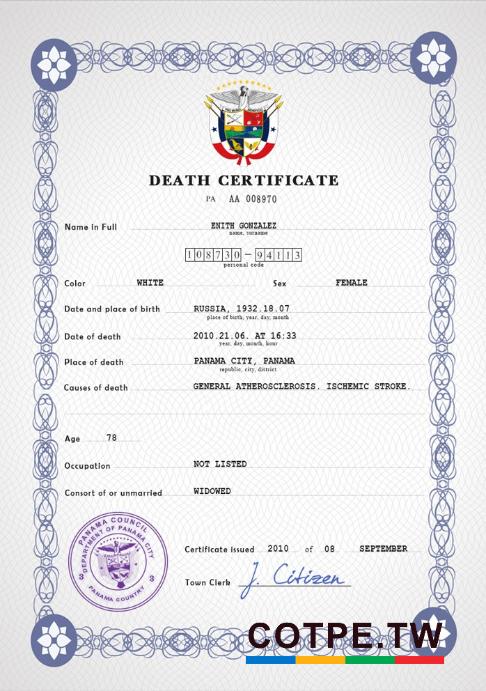 DEATH CERTIFICATE
PA AA 008970
Name in Full ENITH GONZALEZ
name, surname
108730-94113
personal code
Color WHITE Sex FEMALE
Date and place of birth RUSSIA, 1932.18.07
place of birth, year, day, month
Date of death 2010.21.06. AT 16:33
year, day, month, hour
Place of death PANAMA CITY, PANAMA
republic, city, district
Causes of death GENERAL ATHEROSCLEROSIS. ISCHEMIC STROKE.
Age 78
Occupation NOT LISTED
Consort of or unmarried WIDOWED
PANAMA COUNCIL
DEPARTMENT OF PANAMA CITY
3 3
PANAMA COUNTRY
Certificate issued 2010 of 08 SEPTEMBER
Town Clerk J. Citizen
COTPE.TW